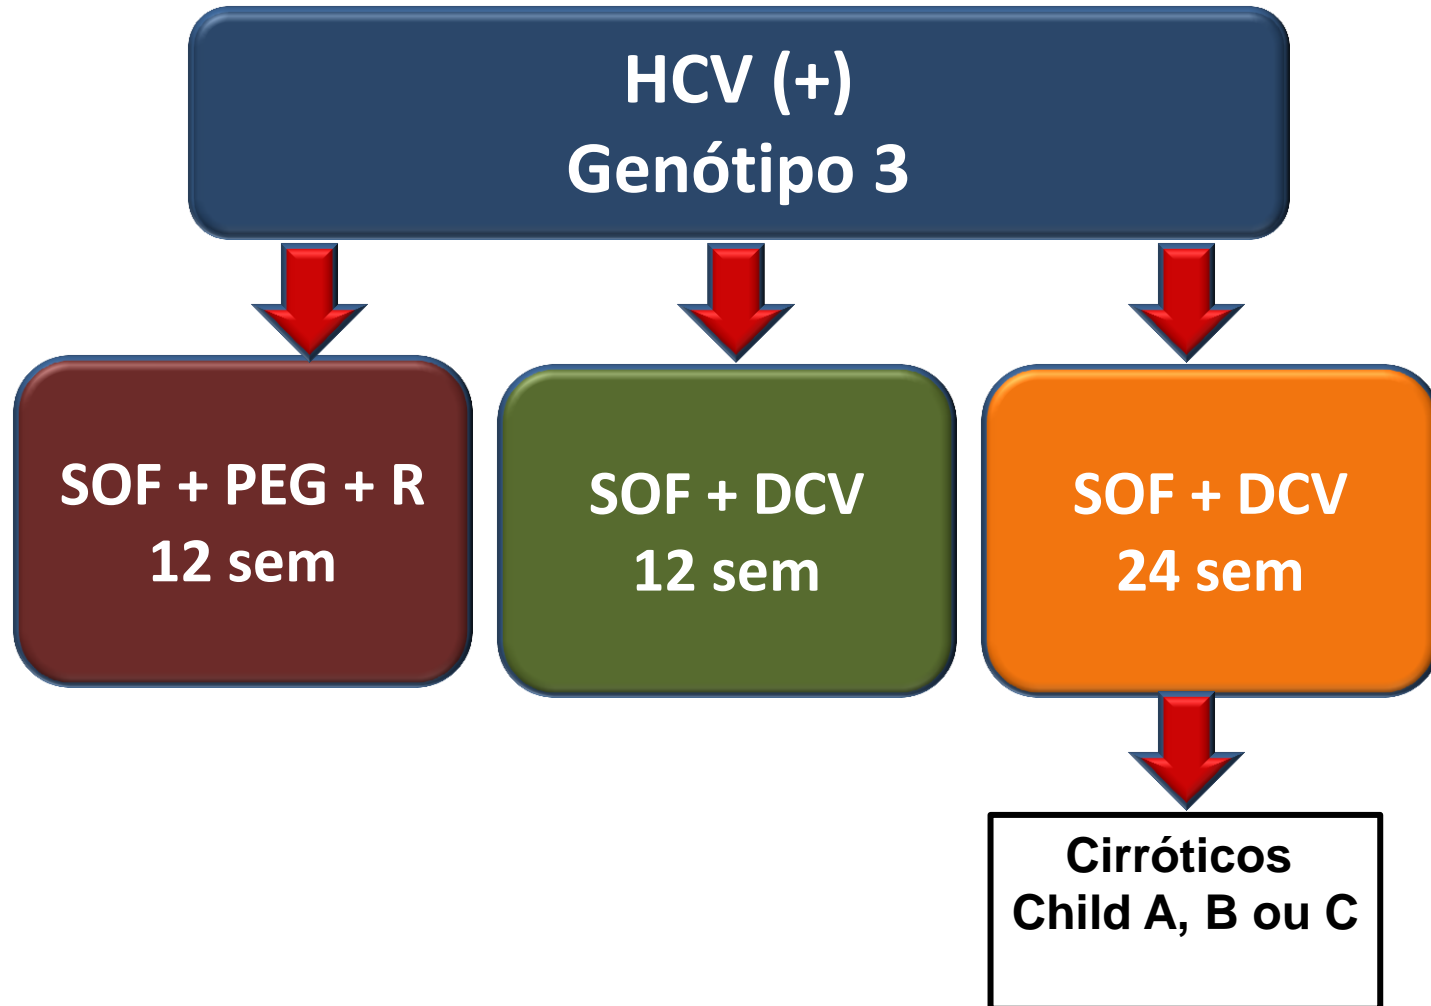 HCV (+)
Genótipo 3
SOF + PEG + R
12 sem
SOF + DCV
12 sem
SOF + DCV
24 sem
Cirróticos
Child A, B ou C